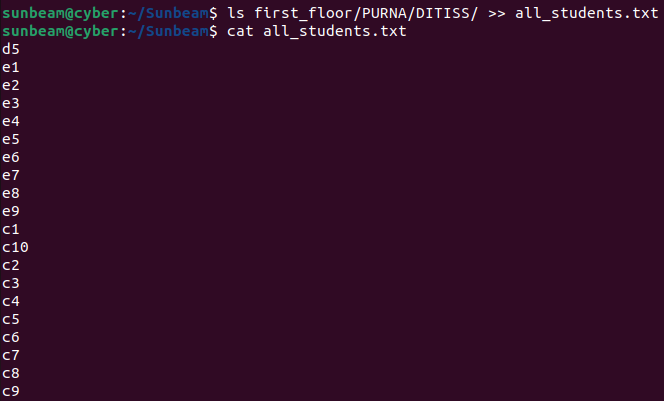 sunbeam@cyber:~/Sunbeam$ ls first_floor/PURNA/DITISS/ >> all_students.txt
sunbeam@cyber:~/Sunbeam$ cat all_students.txt
d5
e1
e2
e3
e4
e5
e6
e7
e8
e9
c1
c10
c2
c3
c4
c5
c6
c7
c8
c9